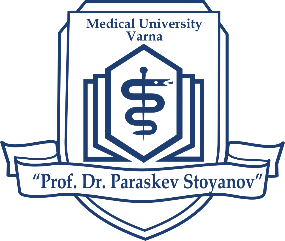 Medical University
Varna
“Prof. Dr. Paraskev Stoyanov”